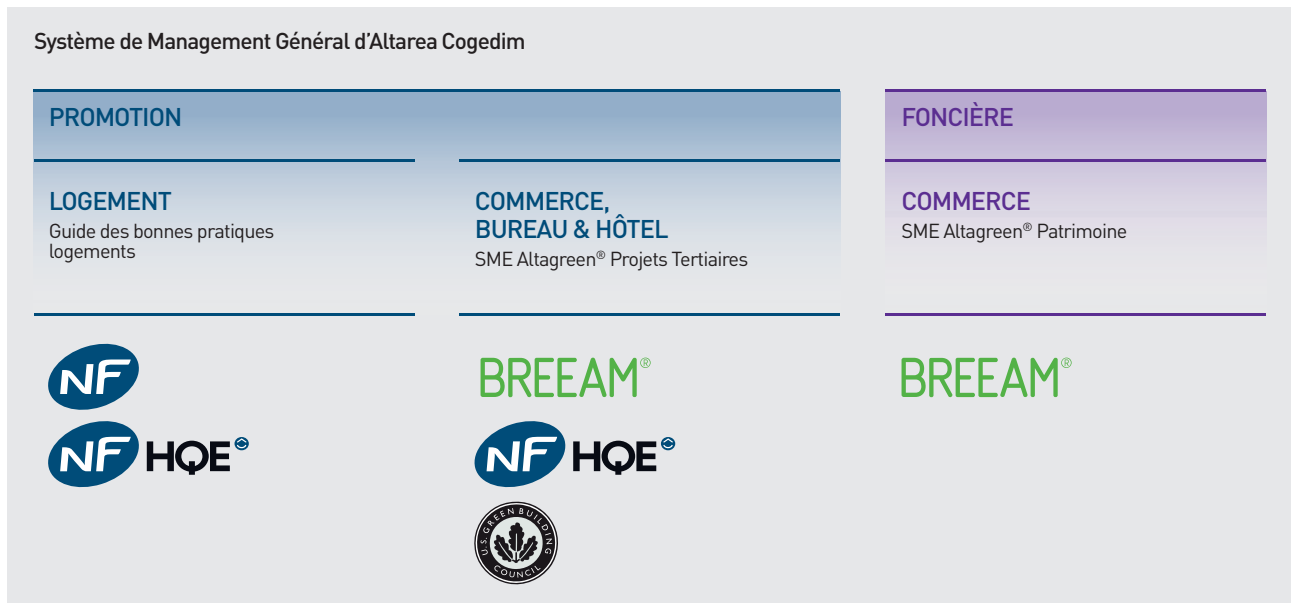 Système de Management Général d'Altarea Cogedim
PROMOTION
LOGEMENT
Guide des bonnes pratiques
logements
COMMERCE,
BUREAU & HÔTEL
SME Altagreen® Projets Tertiaires
FONCIÈRE
COMMERCE
SME Altagreen® Patrimoine
NF
NF HQE
BREEAM®
NF HQE
U.S. GREEN BUILDING COUNCIL
BREEAM®